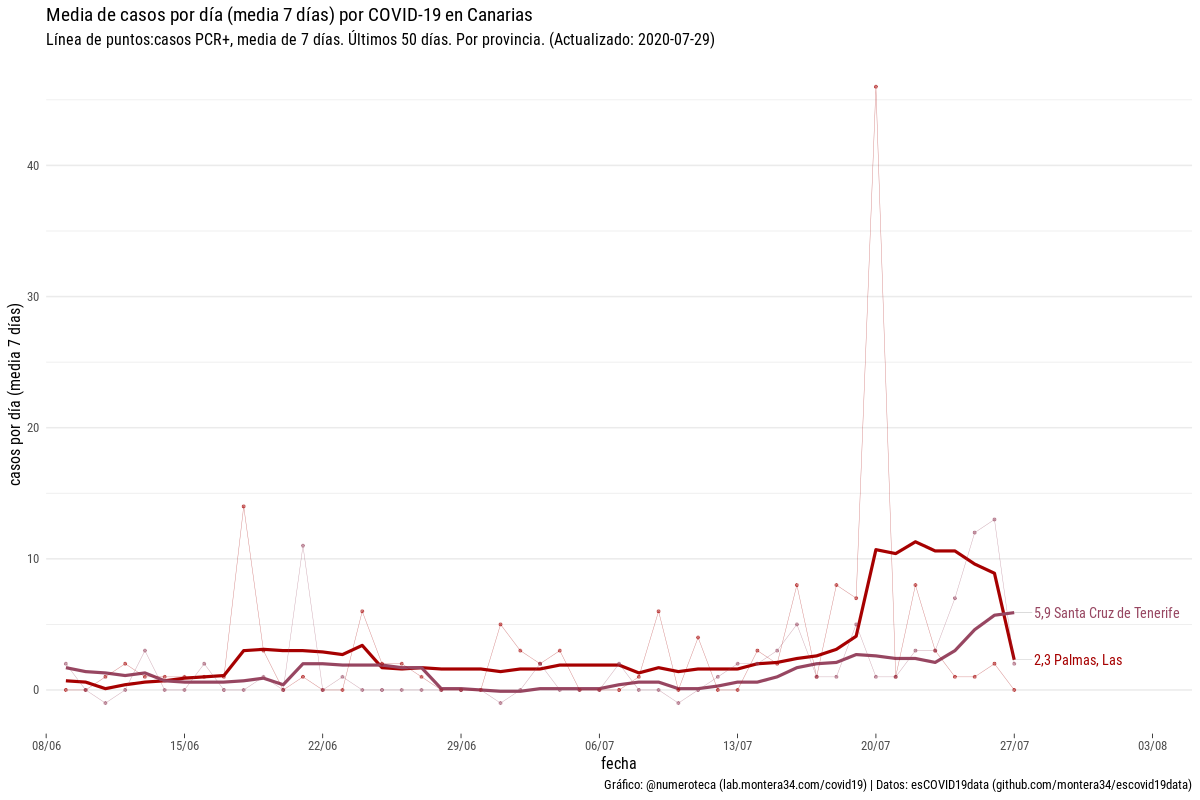 Media de casos por día (media 7 días) por COVID-19 en Canarias
Línea de puntos:casos PCR+, media de 7 días. Últimos 50 días. Por provincia. (Actualizado: 2020-07-29)
casos por día (media 7 días)
40
30
20
10
0
5,9 Santa Cruz de Tenerife
2,3 Palmas, Las
08/06
15/06
22/06
29/06
06/07
13/07
20/07
27/07
03/08
fecha
Gráfico: @numeroteca (lab.montera34.com/covid19) | Datos: esCOVID19data (github.com/montera34/escovid19data)